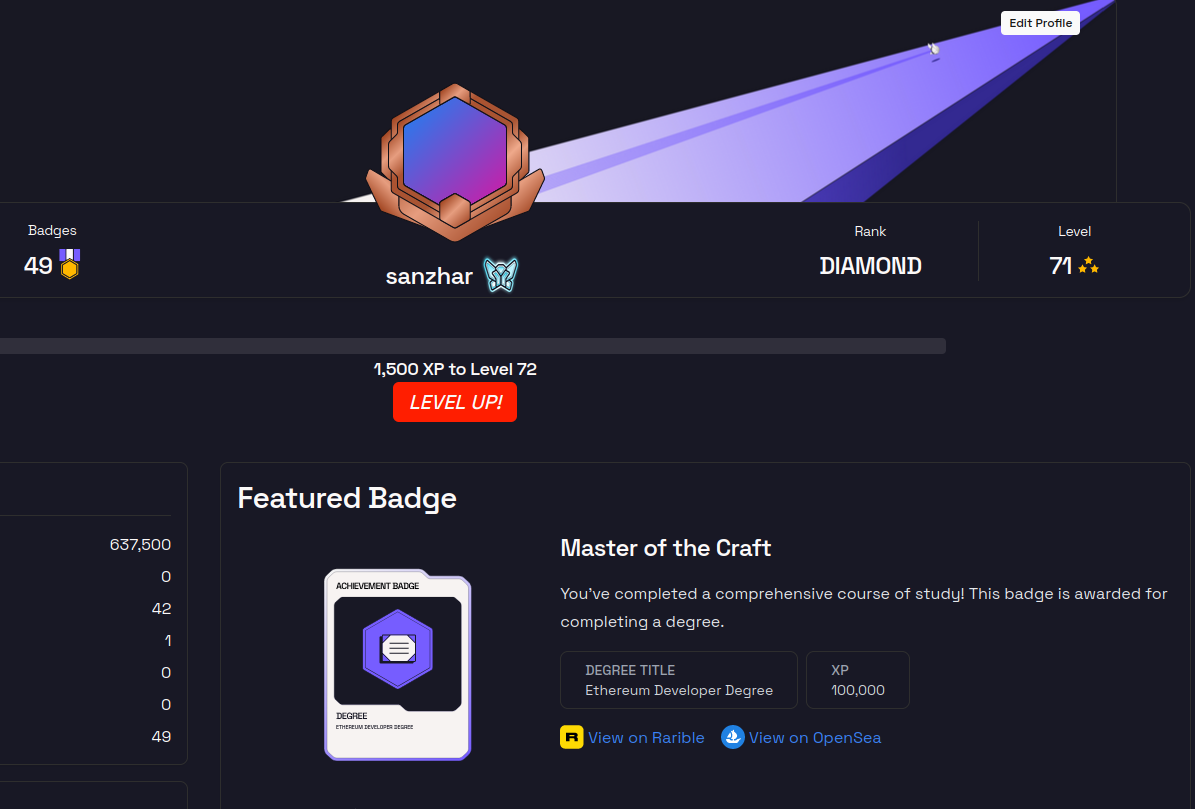 Edit Profile
Badges
49
sanzhar
Rank
DIAMOND
Level
71
1,500 XP to Level 72
LEVEL UP!
637,500
0
42
1
0
0
49
Featured Badge
ACHIEVEMENT BADGE
DEGREE
ETHEREUM DEVELOPER DEGREE
Master of the Craft
You've completed a comprehensive course of study! This badge is awarded for
completing a degree.
DEGREE TITLE
Ethereum Developer Degree
XP
100,000
R View on Rarible
View on OpenSea